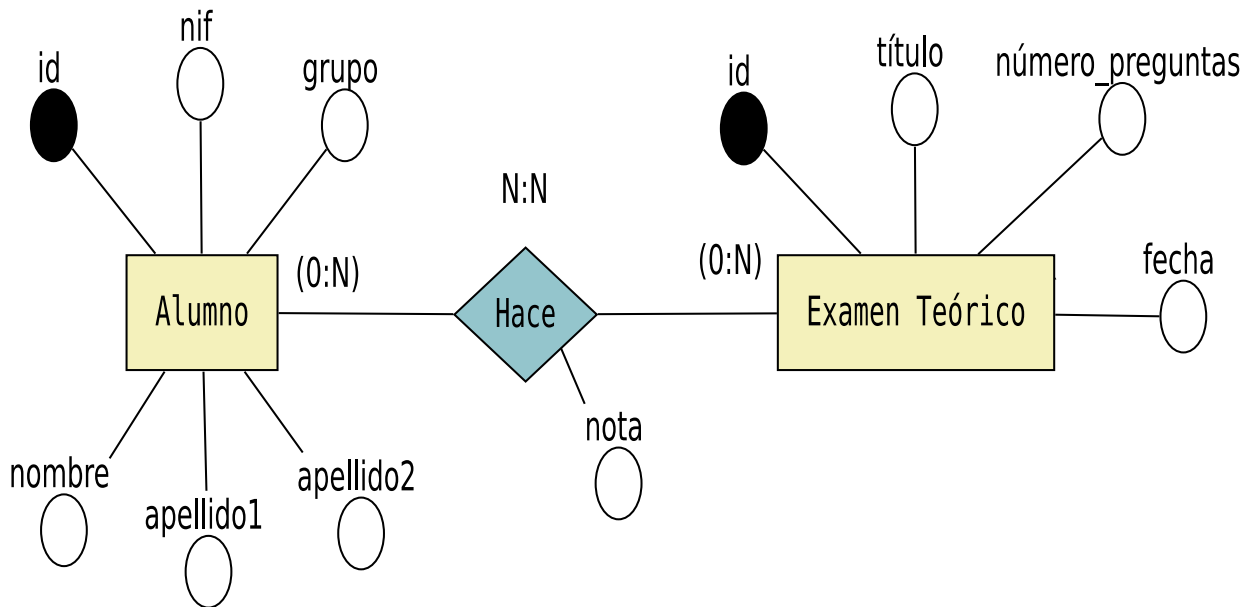 nif
id
grupo
título
id
número_preguntas
N:N
(0:N)
(0:N)
fecha
Alumno
Hace
Examen Teórico
nota
nombre
apellido1
apellido2